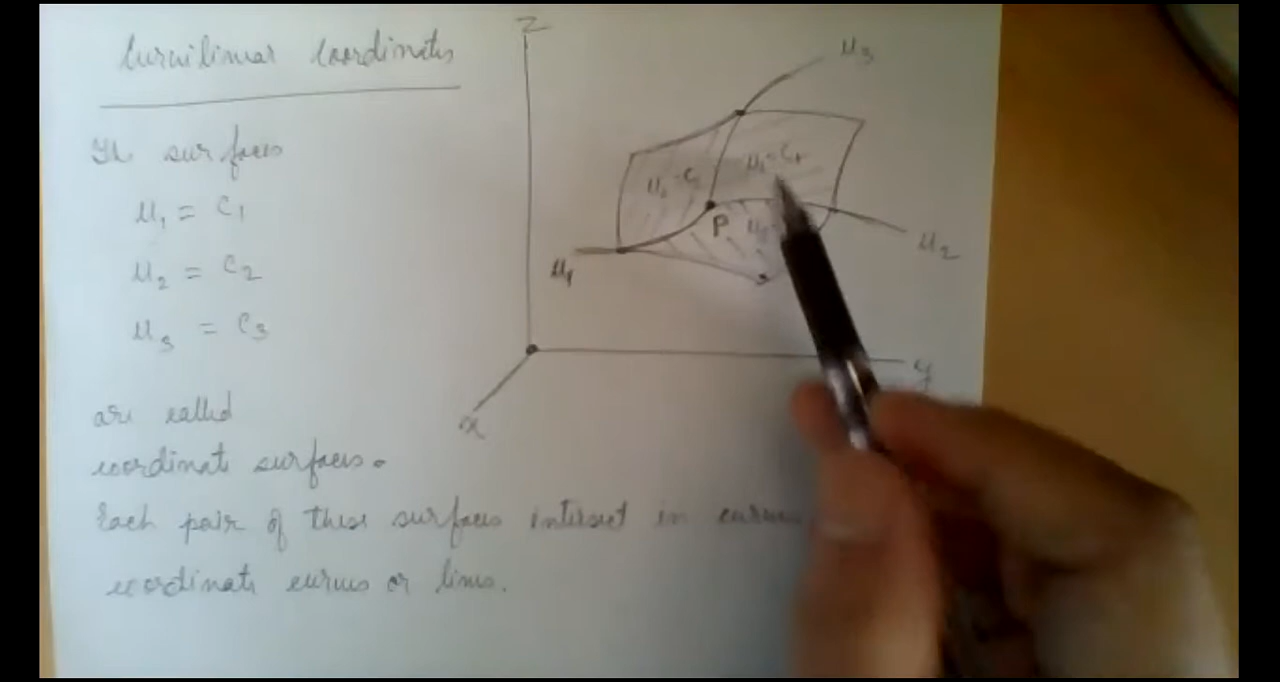 Curvilinear Coordinates
The surfaces
u₁ = C₁
u₂ = C₂
u₃ = C₃
are called
coordinate surfaces.
Each pair of these surfaces intersect in curves
coordinate curves or lines.
z
u₃
u₂ = C₂
u₁ = C₁
P
u₃
u₁
u₂
y
x